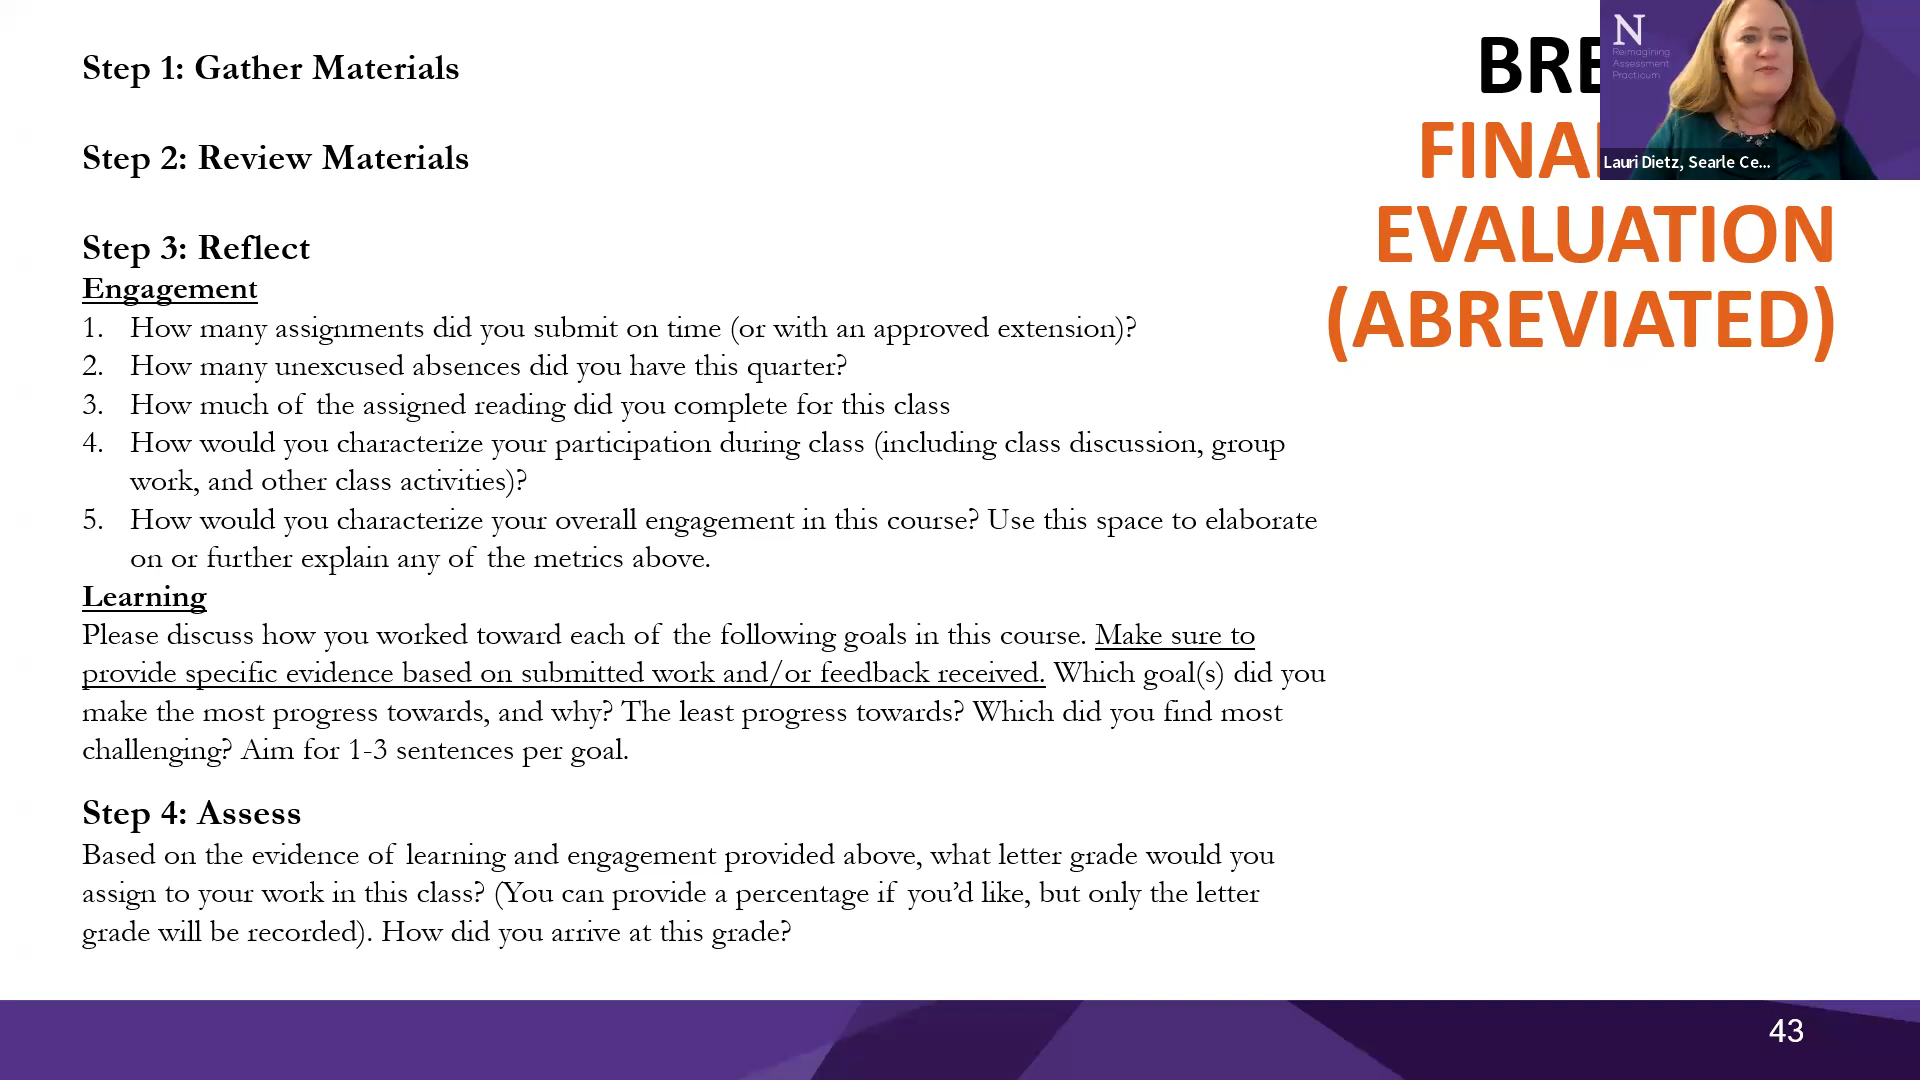 Step 1: Gather Materials
Step 2: Review Materials
Step 3: Reflect
Engagement
1. How many assignments did you submit on time (or with an approved extension)?
2. How many unexcused absences did you have this quarter?
3. How much of the assigned reading did you complete for this class
4. How would you characterize your participation during class (including class discussion, group
work, and other class activities)?
5. How would you characterize your overall engagement in this course? Use this space to elaborate
on or further explain any of the metrics above.
Learning
Please discuss how you worked toward each of the following goals in this course. Make sure to
provide specific evidence based on submitted work and/or feedback received. Which goal(s) did you
make the most progress towards, and why? The least progress towards? Which did you find most
challenging? Aim for 1-3 sentences per goal.
Step 4: Assess
Based on the evidence of learning and engagement provided above, what letter grade would you
assign to your work in this class? (You can provide a percentage if you’d like, but only the letter
grade will be recorded). How did you arrive at this grade?
EVALUATION
(ABREVIATED)
N
Reimagining
Assessment
Practicum
Lauri Dietz, Searle Ce...
43